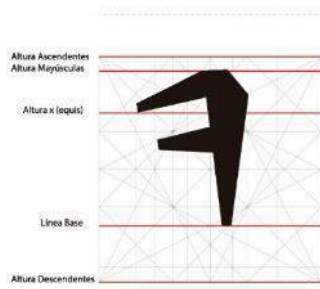 Altura Ascendentes
Altura Mayúsculas
Altura x (equis)
Línea Base
Altura Descendentes